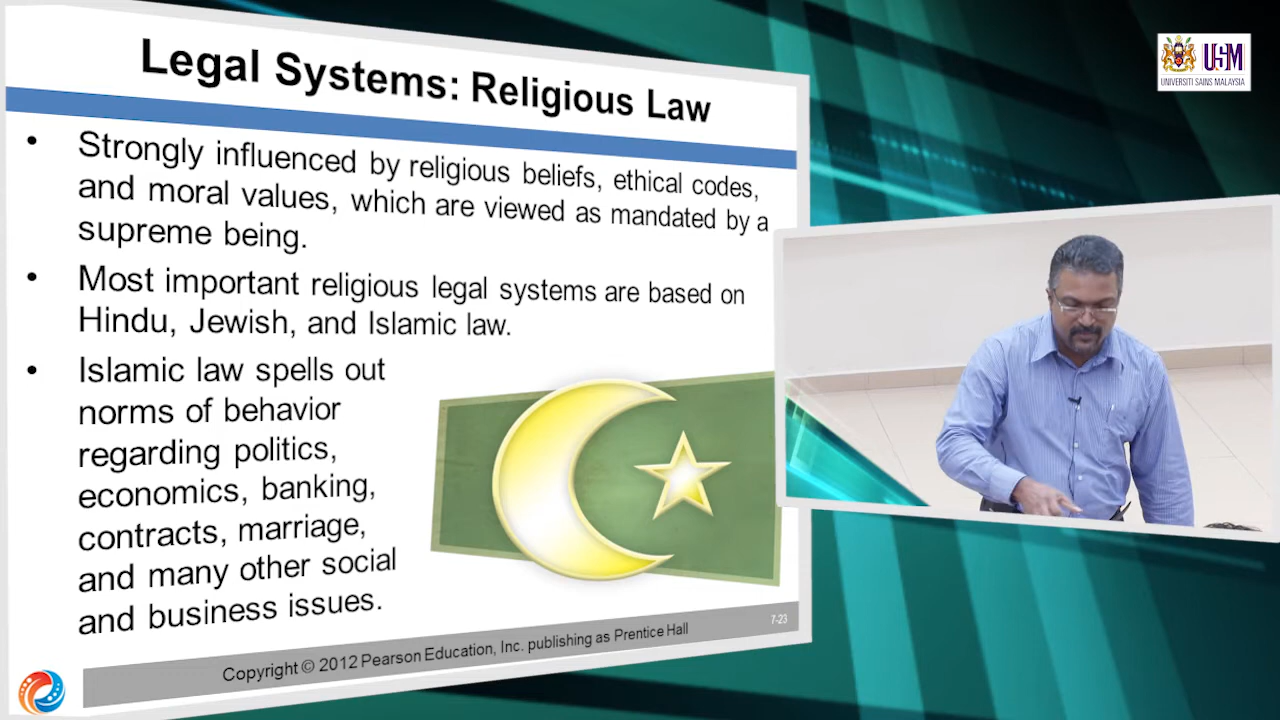 Legal Systems: Religious Law
• Strongly influenced by religious beliefs, ethical codes,
and moral values, which are viewed as mandated by a
supreme being.
• Most important religious legal systems are based on
Hindu, Jewish, and Islamic law.
• Islamic law spells out
norms of behavior
regarding politics,
economics, banking,
contracts, marriage,
and many other social
and business issues.
7-23
Copyright © 2012 Pearson Education, Inc. publishing as Prentice Hall
USM
UNIVERSITI SAINS MALAYSIA